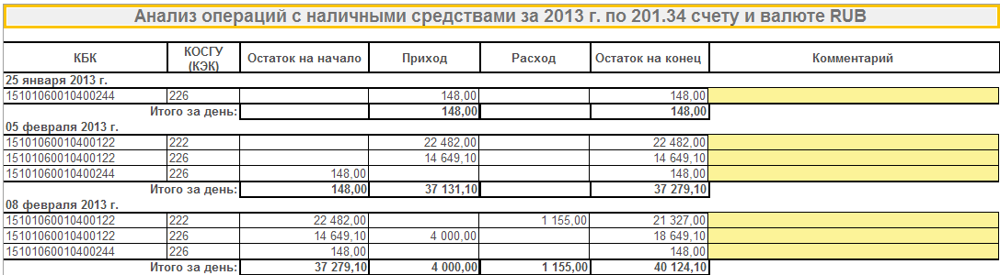 Анализ операций с наличными средствами за 2013 г. по 201.34 счету и валюте RUB
КБК КОСГУ (КЭК) Остаток на начало Приход Расход Остаток на конец Комментарий
25 января 2013 г.
15101060010400244 226 148,00 148,00
Итого за день: 148,00 148,00
05 февраля 2013 г.
15101060010400122 222 22 482,00 22 482,00
15101060010400122 226 14 649,10 14 649,10
15101060010400244 226 148,00 148,00
Итого за день: 148,00 37 131,10 37 279,10
08 февраля 2013 г.
15101060010400122 222 22 482,00 1 155,00 21 327,00
15101060010400122 226 14 649,10 4 000,00 18 649,10
15101060010400244 226 148,00 148,00
Итого за день: 37 279,10 4 000,00 1 155,00 40 124,10